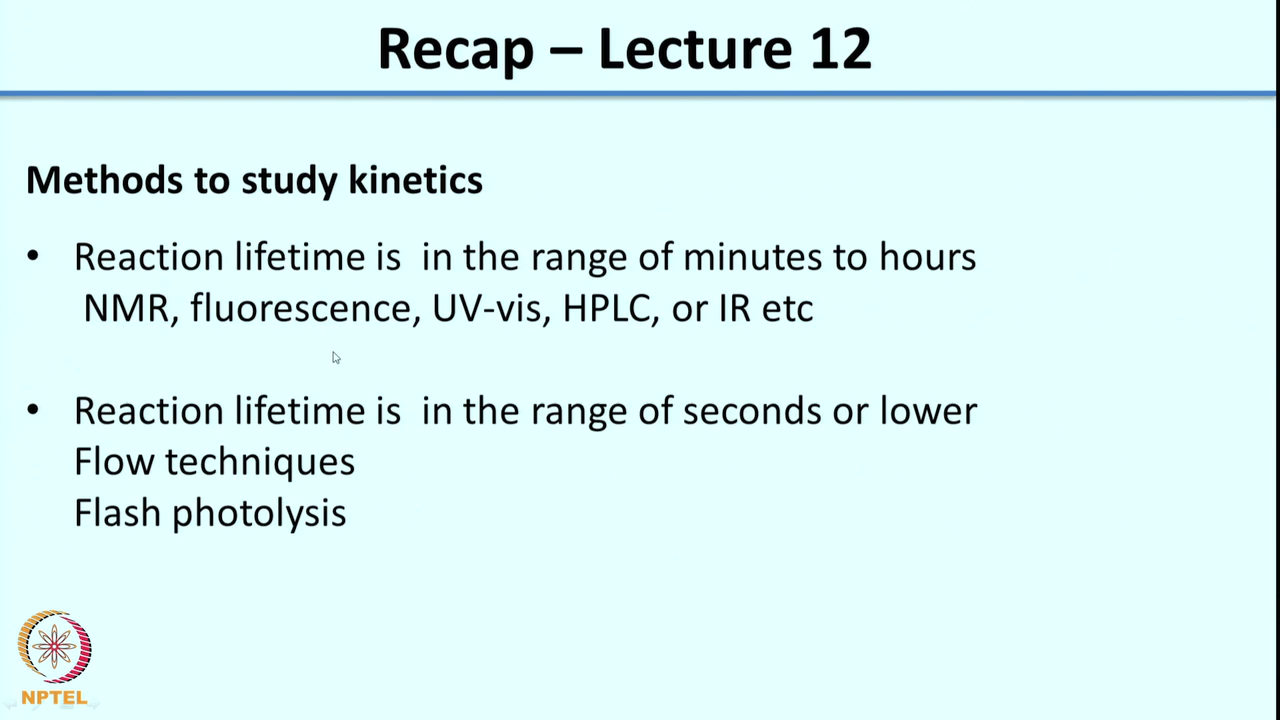 Recap – Lecture 12
Methods to study kinetics
• Reaction lifetime is in the range of minutes to hours
NMR, fluorescence, UV-vis, HPLC, or IR etc
• Reaction lifetime is in the range of seconds or lower
Flow techniques
Flash photolysis
NPTEL